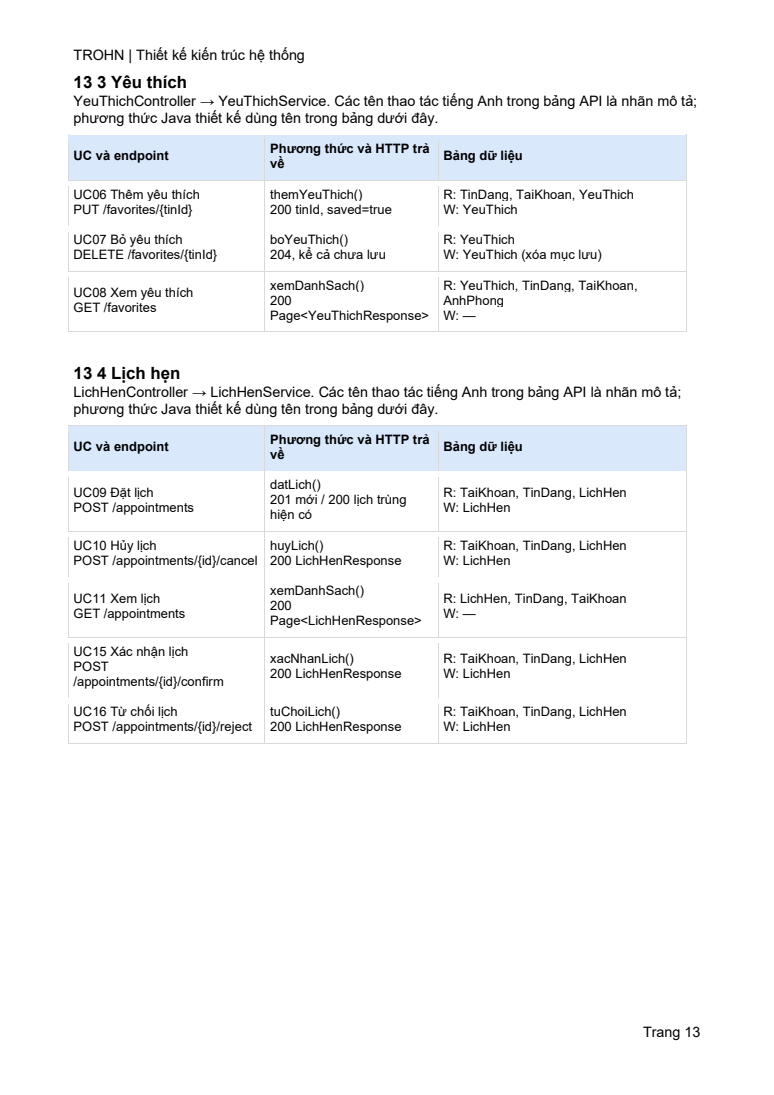 TROHN | Thiết kế kiến trúc hệ thống
13 3 Yêu thích
YeuThichController → YeuThichService. Các tên thao tác tiếng Anh trong bảng API là nhãn mô tả;
phương thức Java thiết kế dùng tên trong bảng dưới đây.
UC và endpoint
Phương thức và HTTP trả
về
Bảng dữ liệu
UC06 Thêm yêu thích
PUT /favorites/{tinId}
themYeuThich()
200 tinId, saved=true
R: TinDang, TaiKhoan, YeuThich
W: YeuThich
UC07 Bỏ yêu thích
DELETE /favorites/{tinId}
boYeuThich()
204, kể cả chưa lưu
R: YeuThich
W: YeuThich (xóa mục lưu)
UC08 Xem yêu thích
GET /favorites
xemDanhSach()
200
Page<YeuThichResponse>
R: YeuThich, TinDang, TaiKhoan,
AnhPhong
W: —
13 4 Lịch hẹn
LichHenController → LichHenService. Các tên thao tác tiếng Anh trong bảng API là nhãn mô tả;
phương thức Java thiết kế dùng tên trong bảng dưới đây.
UC và endpoint
Phương thức và HTTP trả
về
Bảng dữ liệu
UC09 Đặt lịch
POST /appointments
datLich()
201 mới / 200 lịch trùng
hiện có
R: TaiKhoan, TinDang, LichHen
W: LichHen
UC10 Hủy lịch
POST /appointments/{id}/cancel
huyLich()
200 LichHenResponse
R: TaiKhoan, TinDang, LichHen
W: LichHen
UC11 Xem lịch
GET /appointments
xemDanhSach()
200
Page<LichHenResponse>
R: LichHen, TinDang, TaiKhoan
W: —
UC15 Xác nhận lịch
POST
/appointments/{id}/confirm
xacNhanLich()
200 LichHenResponse
R: TaiKhoan, TinDang, LichHen
W: LichHen
UC16 Từ chối lịch
POST /appointments/{id}/reject
tuChoiLich()
200 LichHenResponse
R: TaiKhoan, TinDang, LichHen
W: LichHen
Trang 13